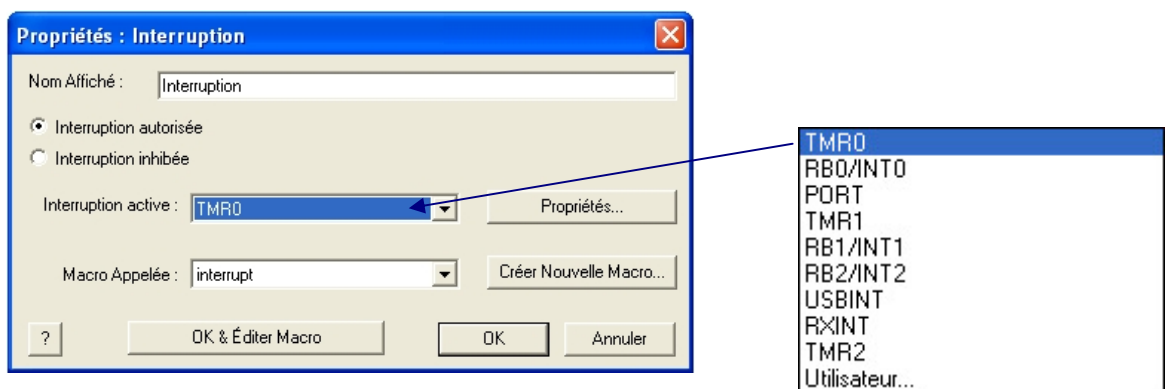 Propriétés : Interruption
Nom Affiché :
Interruption
Interruption autorisée
Interruption inhibée
Interruption active :
TMR0
Propriétés...
Macro Appelée :
interrupt
Créer Nouvelle Macro...
?
OK & Éditer Macro
OK
Annuler
TMR0
RB0/INT0
PORT
TMR1
RB1/INT1
RB2/INT2
USBINT
RXINT
TMR2
Utilisateur...